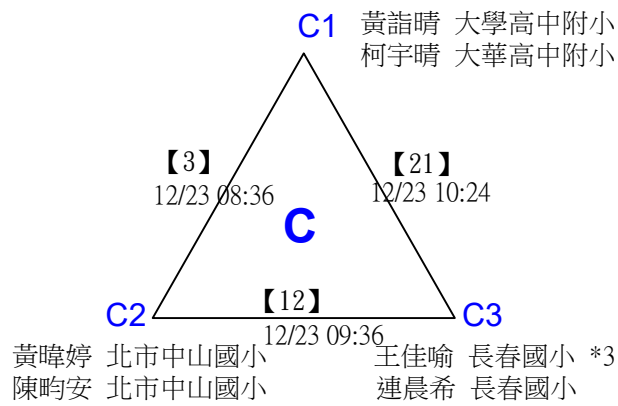 C1 黃詣晴 大學高中附小
柯宇晴 大華高中附小
【3】
12/23 08:36
【21】
12/23 10:24
C
【12】
12/23 09:36
C2
C3
黃暐婷 北市中山國小
陳畇安 北市中山國小
王佳喻 長春國小 *3
連晨希 長春國小